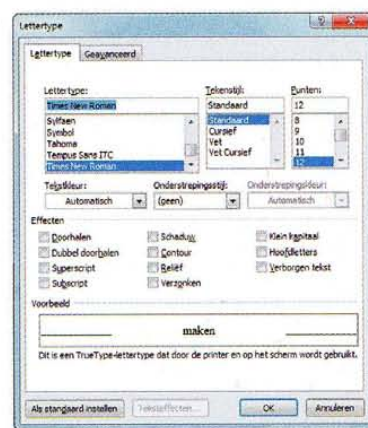 Lettertype
Lettertype Geavanceerd
Lettertype: Tekenstijl: Punten:
Times New Roman Standaard 12
Sylfaen Standaard 8
Symbol Cursief 9
Tahoma Vet 10
Tempus Sans ITC Vet Cursief 11
Times New Roman 12
Tekstkleur: Onderstrepingsstijl: Onderstrepingskleur:
Automatisch (geen) Automatisch
Effecten
Doorhalen Schaduw Klein kapitaal
Dubbel doorhalen Contour Hoofdletters
Superscript Reliëf Verborgen tekst
Subscript Verzonken
Voorbeeld
maken
Dit is een TrueType-lettertype dat door de printer en op het scherm wordt gebruikt.
Als standaard instellen Teksteffecten... OK Annuleren